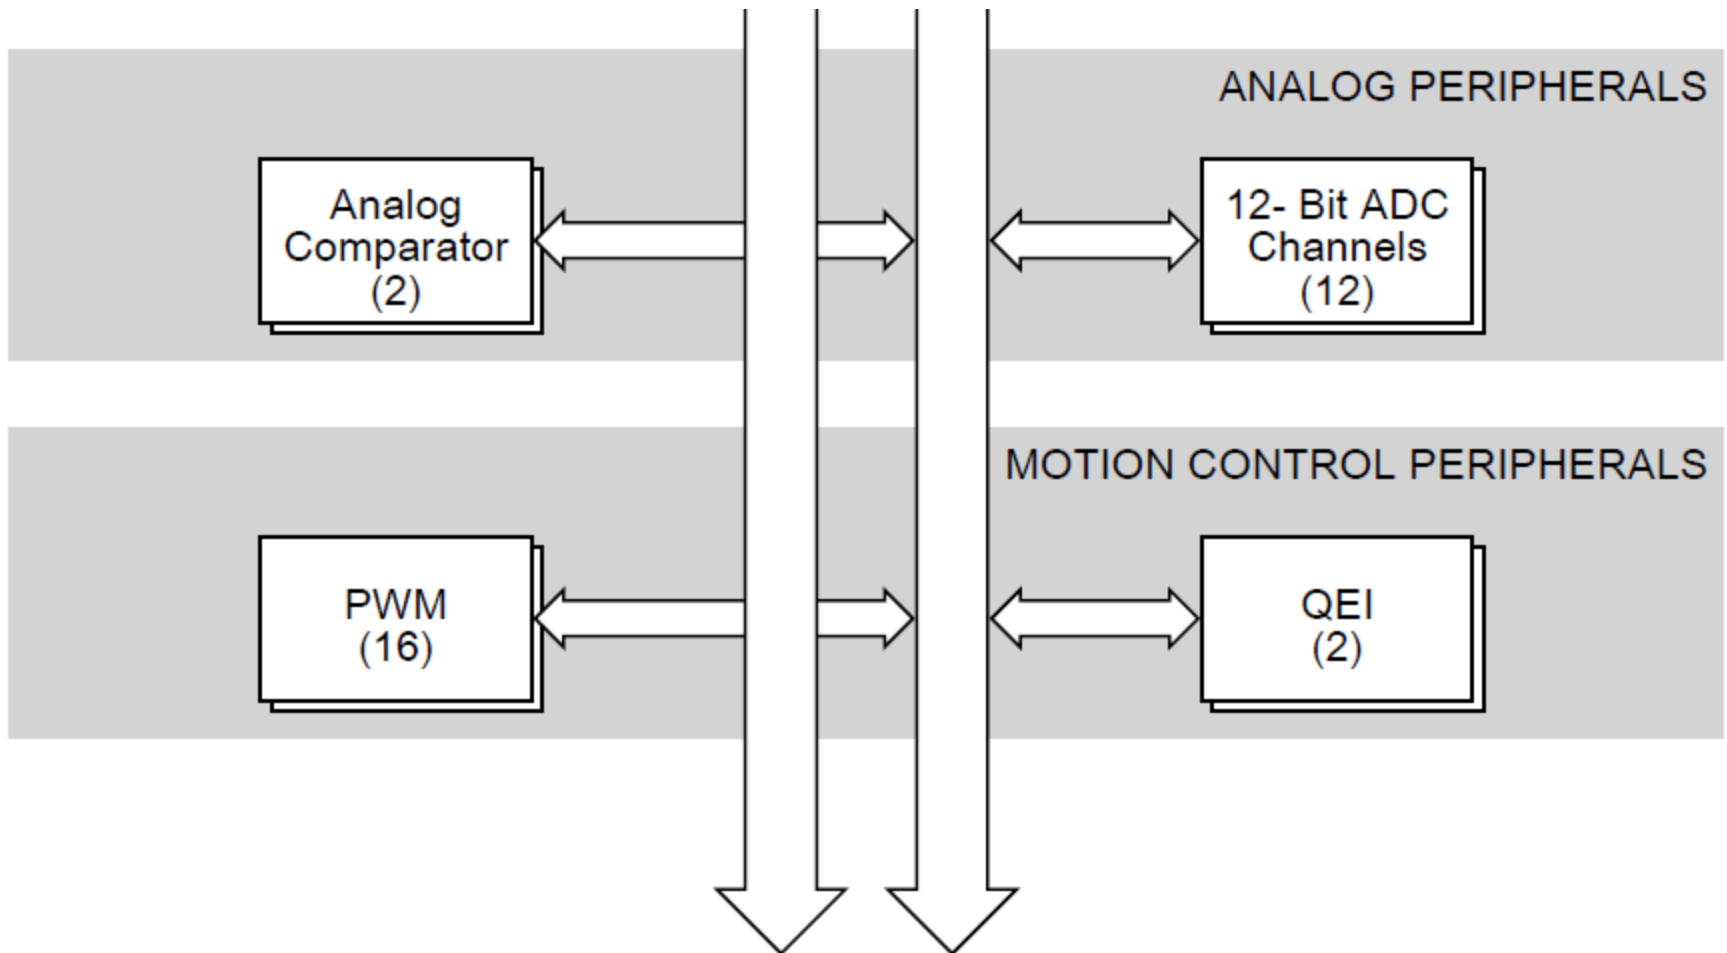 ANALOG PERIPHERALS
Analog
Comparator
(2)
12- Bit ADC
Channels
(12)
MOTION CONTROL PERIPHERALS
PWM
(16)
QEI
(2)